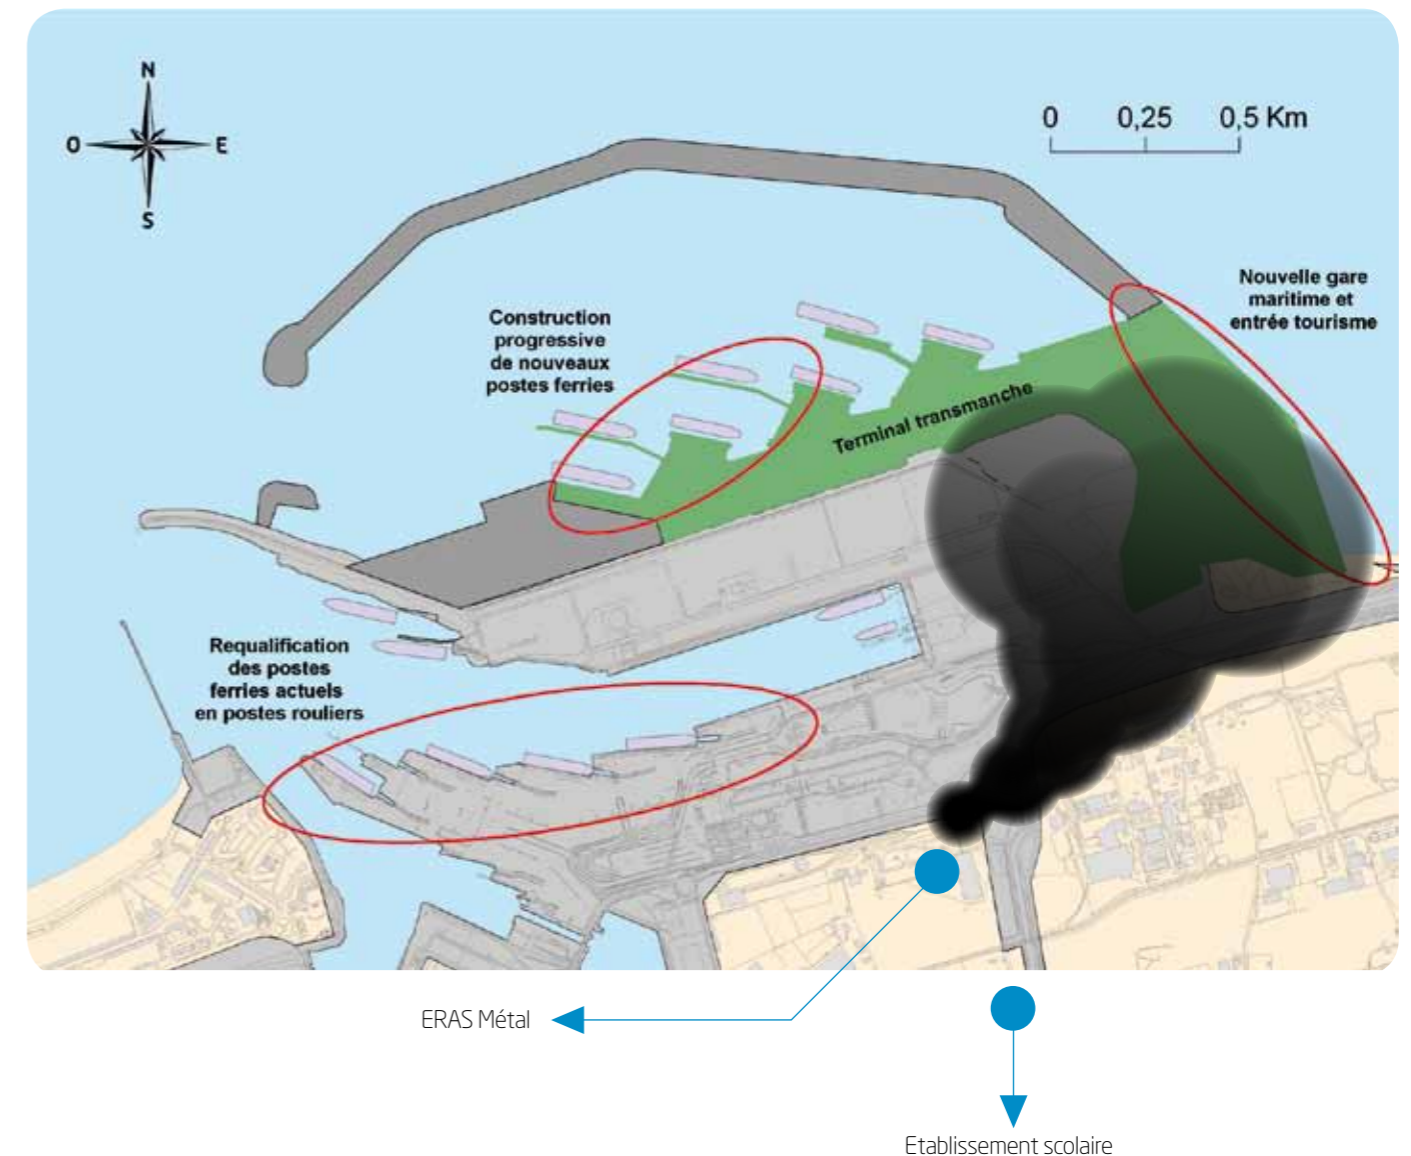 N
O
E
S
0 0,25 0,5 Km
Nouvelle gare
maritime et
entrée tourisme
Construction
progressive
de nouveaux
postes ferries
Terminal transmanche
Requalification
des postes
ferries actuels
en postes rouliers
ERAS Métal
Etablissement scolaire